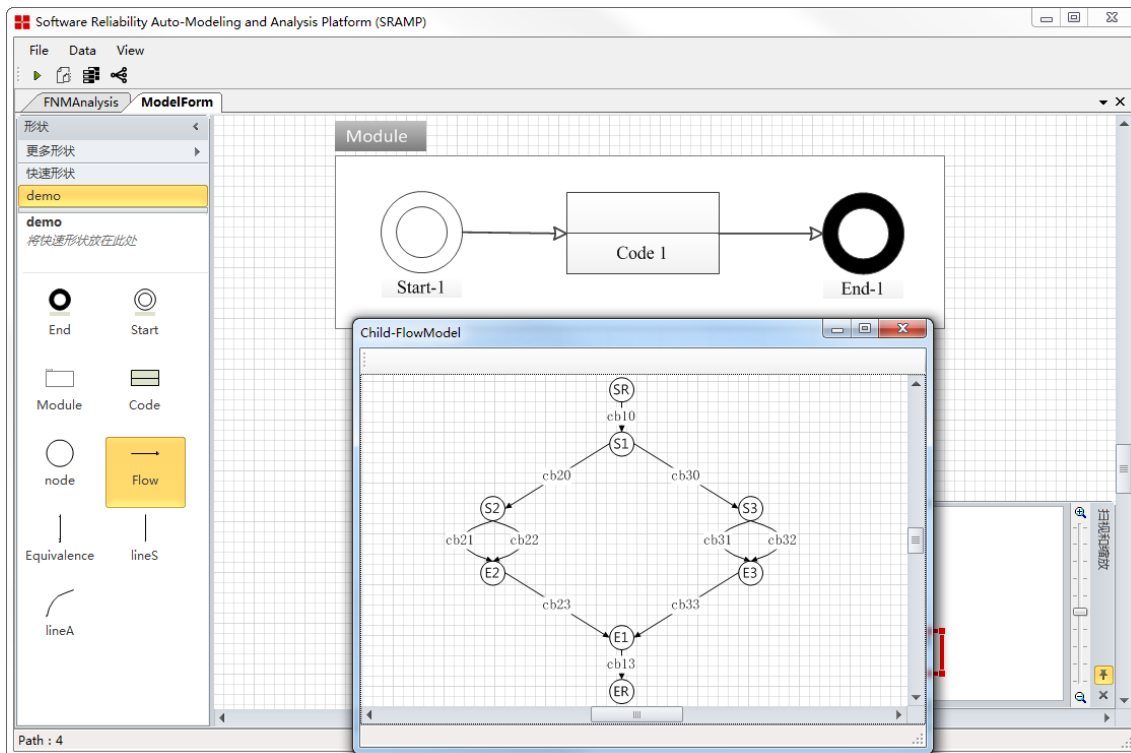 Software Reliability Auto-Modeling and Analysis Platform (SRAMP)
File Data View
FNMAnalysis ModelForm
形状
更多形状
快速形状
demo
demo
将快速形状放在此处
End Start
Module Code
node Flow
Equivalence lineS
lineA
Module
Code 1
Start-1 End-1
Child-FlowModel
SR
cb10
S1
cb20 cb30
S2 S3
cb21 cb22 cb31 cb32
E2 E3
cb23 cb33
E1
cb13
ER
扫视和缩放
Path : 4